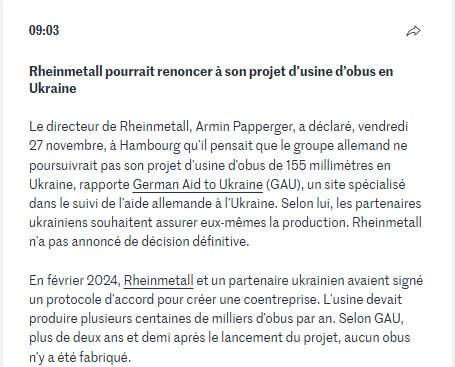 09:03
Rheinmetall pourrait renoncer à son projet d’usine d’obus en
Ukraine
Le directeur de Rheinmetall, Armin Papperger, a déclaré, vendredi
27 novembre, à Hambourg qu’il pensait que le groupe allemand ne
poursuivrait pas son projet d’usine d’obus de 155 millimètres en
Ukraine, rapporte German Aid to Ukraine (GAU), un site spécialisé
dans le suivi de l’aide allemande à l’Ukraine. Selon lui, les partenaires
ukrainiens souhaitent assurer eux-mêmes la production. Rheinmetall
n’a pas annoncé de décision définitive.
En février 2024, Rheinmetall et un partenaire ukrainien avaient signé
un protocole d’accord pour créer une coentreprise. L’usine devait
produire plusieurs centaines de milliers d’obus par an. Selon GAU,
plus de deux ans et demi après le lancement du projet, aucun obus
n’y a été fabriqué.